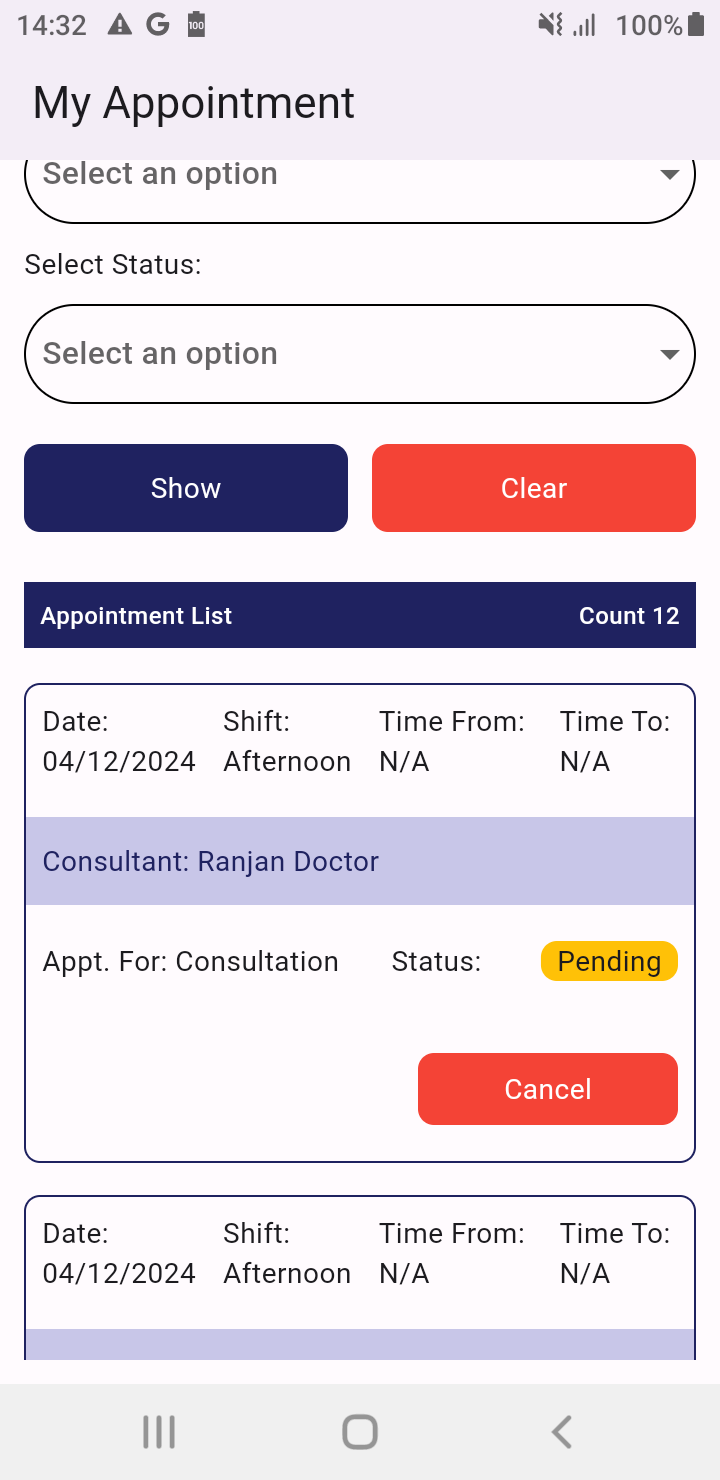 14:32 G 100 100%
My Appointment
Select an option
Select Status:
Select an option
Show Clear
Appointment List Count 12
Date: Shift: Time From: Time To:
04/12/2024 Afternoon N/A N/A
Consultant: Ranjan Doctor
Appt. For: Consultation Status: Pending
Cancel
Date: Shift: Time From: Time To:
04/12/2024 Afternoon N/A N/A